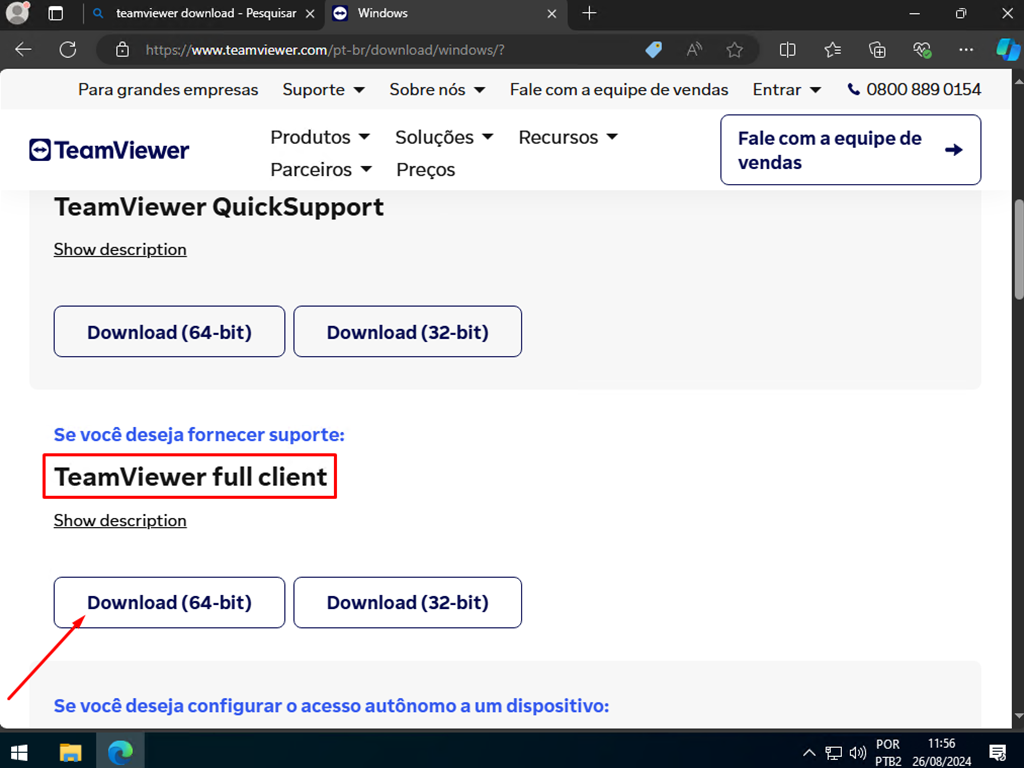 teamviewer download - Pesquisar
Windows
https://www.teamviewer.com/pt-br/download/windows/?
Para grandes empresas Suporte Sobre nós Fale com a equipe de vendas Entrar 0800 889 0154
TeamViewer
Produtos Soluções Recursos
Parceiros Preços
Fale com a equipe de
vendas
TeamViewer QuickSupport
Show description
Download (64-bit) Download (32-bit)
Se você deseja fornecer suporte:
TeamViewer full client
Show description
Download (64-bit) Download (32-bit)
Se você deseja configurar o acesso autônomo a um dispositivo:
POR 11:56
PTB2 26/08/2024